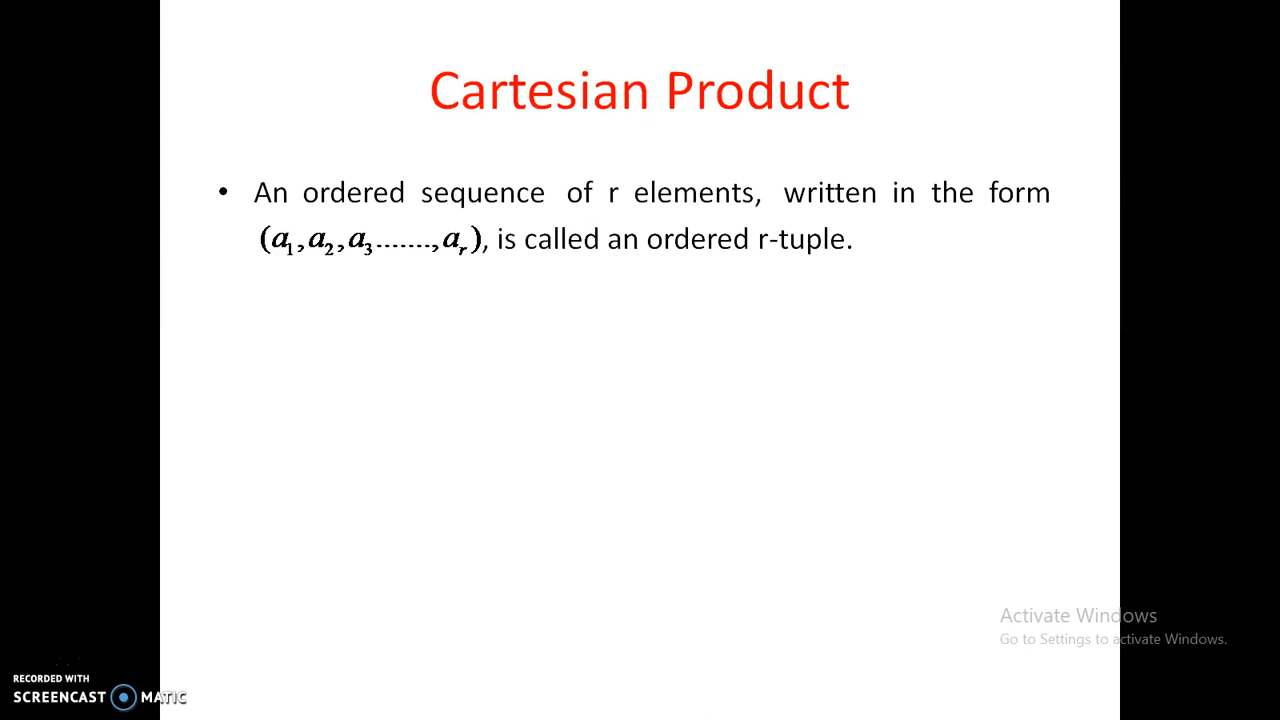 Cartesian Product
• An ordered sequence of r elements, written in the form
(a₁,a₂,a₃.......,aᵣ), is called an ordered r-tuple.
Activate Windows
Go to Settings to activate Windows.
RECORDED WITH
SCREENCAST MATIC